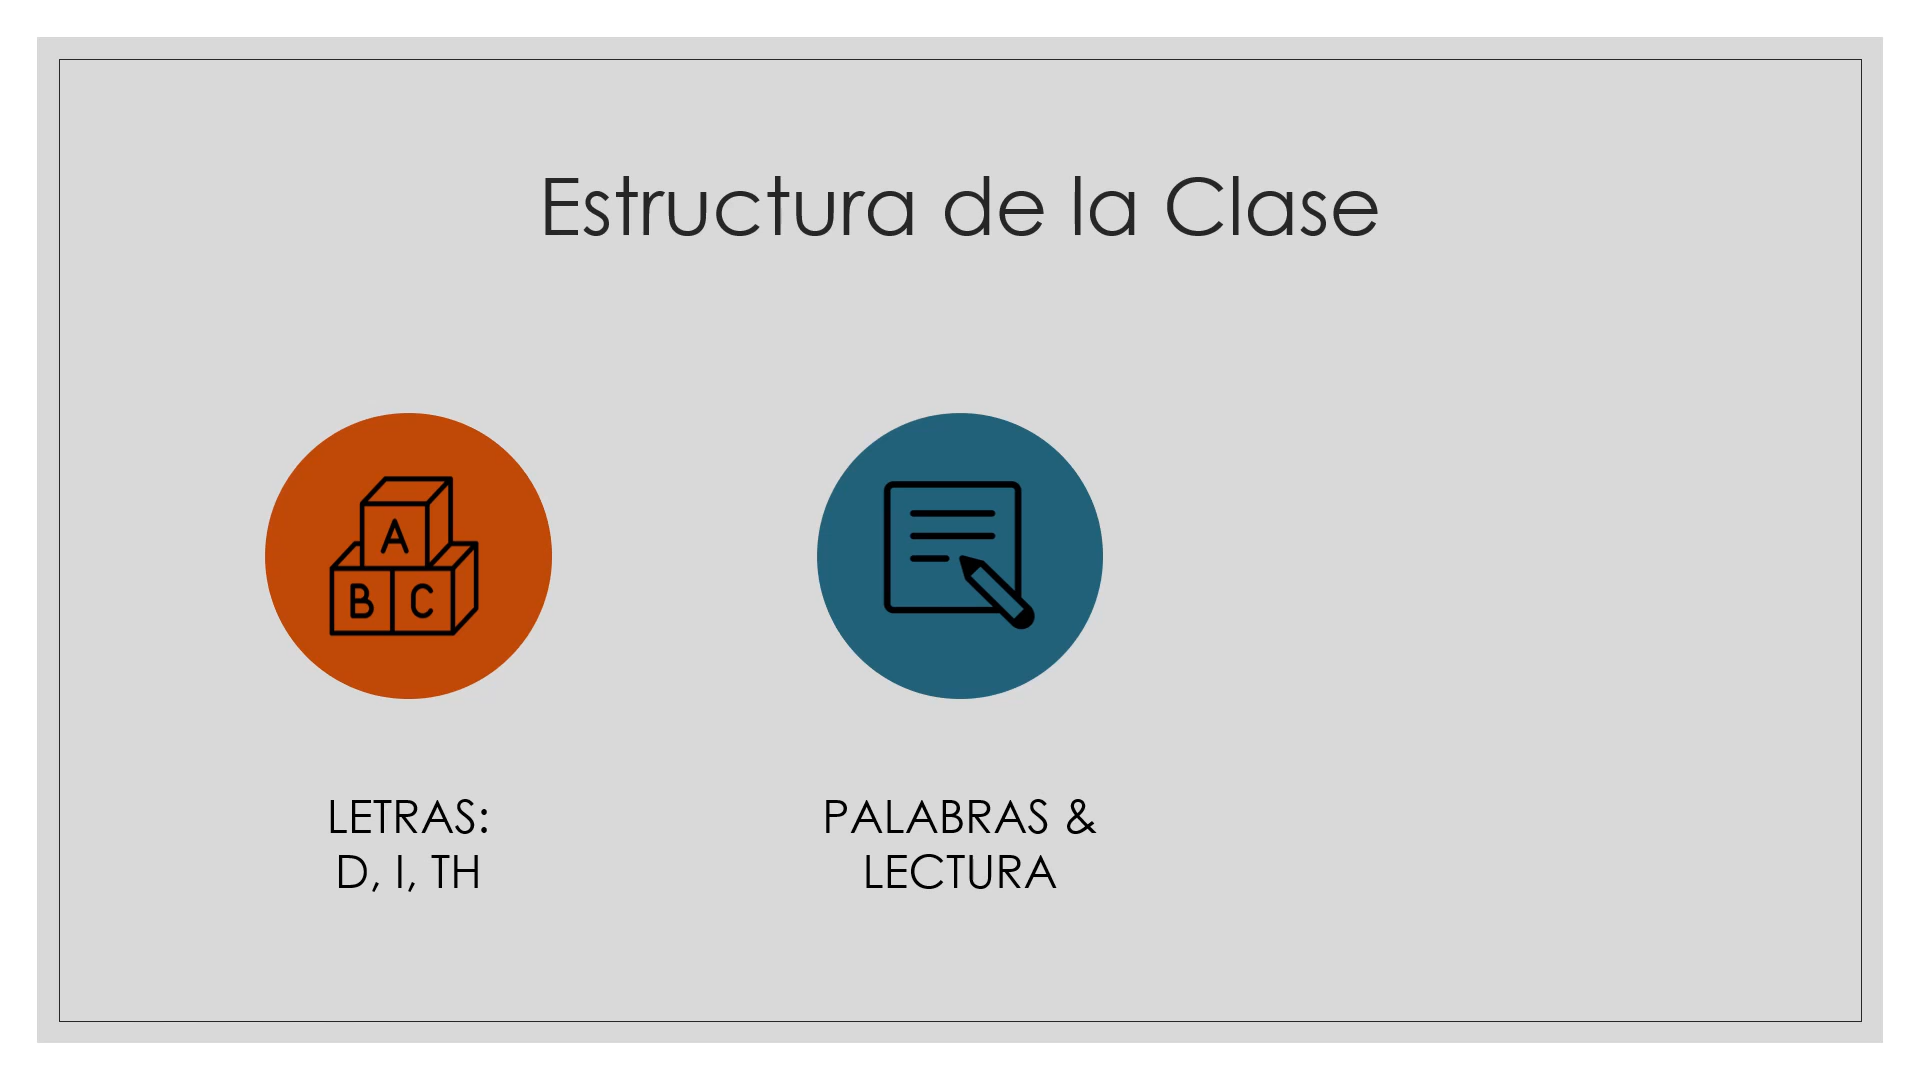 Estructura de la Clase
A
B C
LETRAS:
D, I, TH
PALABRAS &
LECTURA